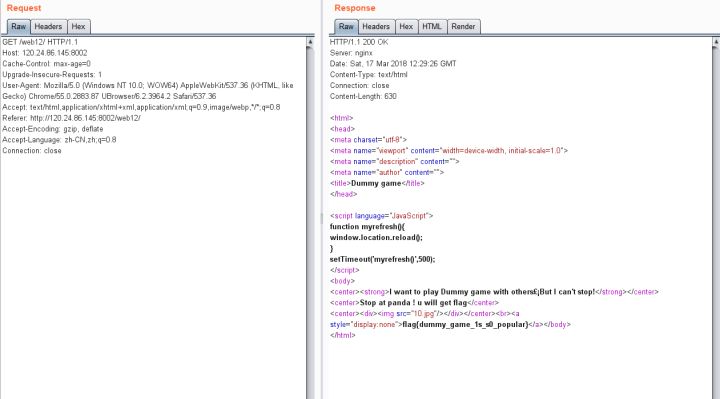 Request
Raw Headers Hex
GET /web12/ HTTP/1.1
Host: 120.24.86.145:8002
Cache-Control: max-age=0
Upgrade-Insecure-Requests: 1
User-Agent: Mozilla/5.0 (Windows NT 10.0; WOW64) AppleWebKit/537.36 (KHTML, like
Gecko) Chrome/55.0.2883.87 UBrowser/6.2.3964.2 Safari/537.36
Accept: text/html,application/xhtml+xml,application/xml;q=0.9,image/webp,*/*;q=0.8
Referer: http://120.24.86.145:8002/web12/
Accept-Encoding: gzip, deflate
Accept-Language: zh-CN,zh;q=0.8
Connection: close
Response
Raw Headers Hex HTML Render
HTTP/1.1 200 OK
Server: nginx
Date: Sat, 17 Mar 2018 12:29:26 GMT
Content-Type: text/html
Connection: close
Content-Length: 630
<html>
<head>
<meta charset="utf-8">
<meta name="viewport" content="width=device-width, initial-scale=1.0">
<meta name="description" content="">
<meta name="author" content="">
<title>Dummy game</title>
</head>
<script language="JavaScript">
function myrefresh(){
window.location.reload();
}
setTimeout('myrefresh()',500);
</script>
<body>
<center><strong>I want to play Dummy game with others£¡But I can't stop!</strong></center>
<center>Stop at panda ! u will get flag</center>
<center><div><img src="10.jpg"/></div></center><br><a
style="display:none">flag{dummy_game_1s_s0_popular}</a></body>
</html>